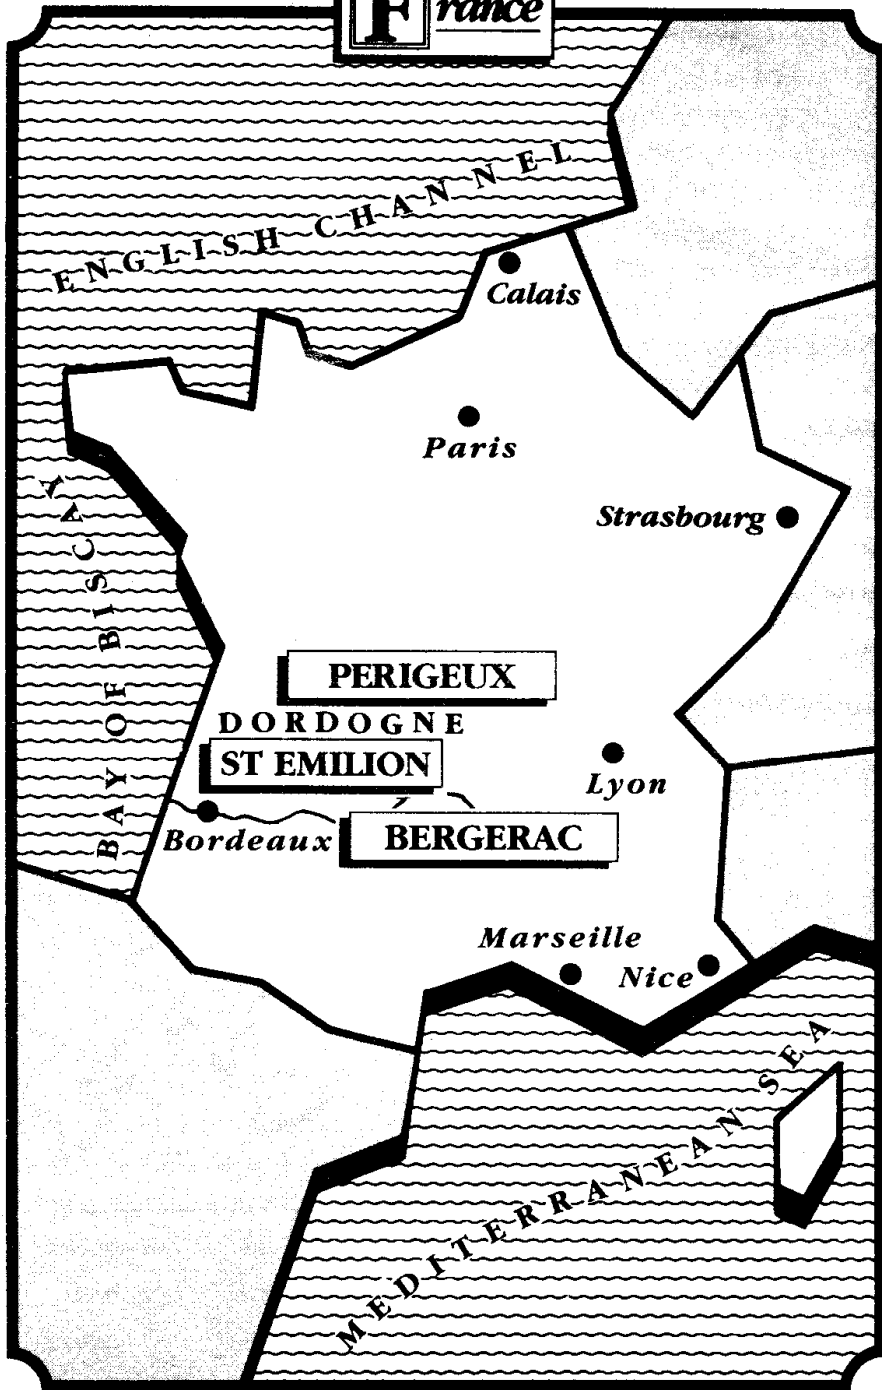 France
ENGLISH CHANNEL
Calais
Paris
Strasbourg
BAY OF BISCAY
PERIGEUX
DORDOGNE
ST EMILION
Lyon
Bordeaux
BERGERAC
Marseille
Nice
MEDITERRANEAN SEA